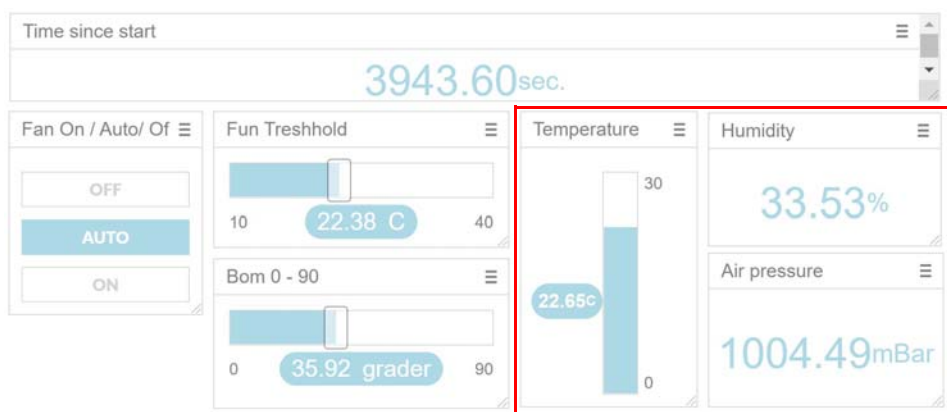 Time since start
3943.60sec.
Fan On / Auto/ Of
OFF
AUTO
ON
Fun Treshhold
10
22.38 C
40
Bom 0 - 90
0
35.92 grader
90
Temperature
30
22.65C
0
Humidity
33.53%
Air pressure
1004.49mBar